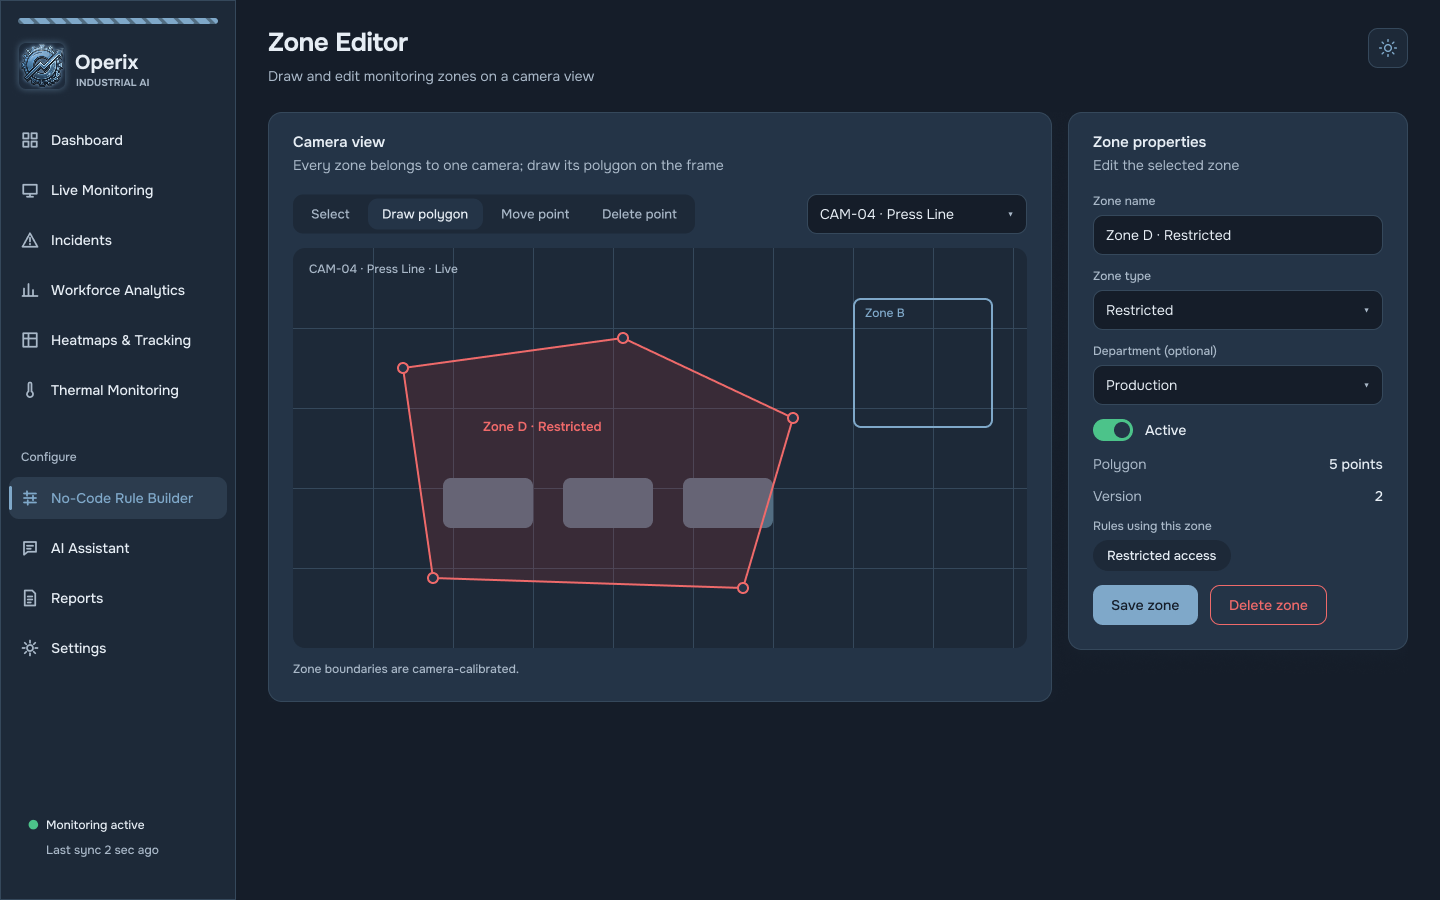 Operix
INDUSTRIAL AI
Dashboard
Live Monitoring
Incidents
Workforce Analytics
Heatmaps & Tracking
Thermal Monitoring
Configure
No-Code Rule Builder
AI Assistant
Reports
Settings
Monitoring active
Last sync 2 sec ago
Zone Editor
Draw and edit monitoring zones on a camera view
Camera view
Every zone belongs to one camera; draw its polygon on the frame
Select Draw polygon Move point Delete point CAM-04 · Press Line
CAM-04 · Press Line · Live
Zone B
Zone D · Restricted
Zone boundaries are camera-calibrated.
Zone properties
Edit the selected zone
Zone name
Zone D · Restricted
Zone type
Restricted
Department (optional)
Production
Active
Polygon 5 points
Version 2
Rules using this zone
Restricted access
Save zone Delete zone